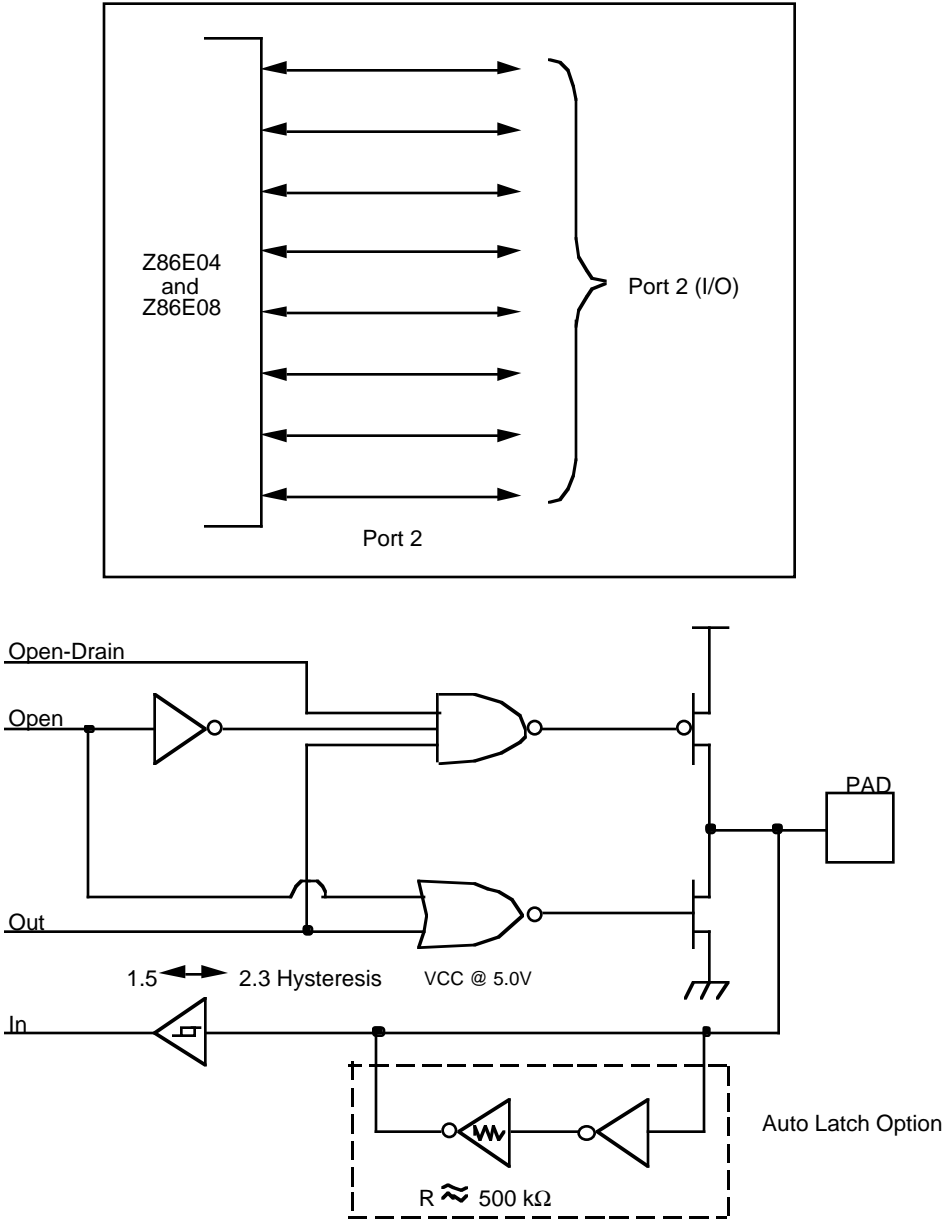 Z86E04
and
Z86E08
Port 2 (I/O)
Port 2
Open-Drain
Open
PAD
Out
1.5 2.3 Hysteresis VCC @ 5.0V
In
Auto Latch Option
R ≈ 500 kΩ